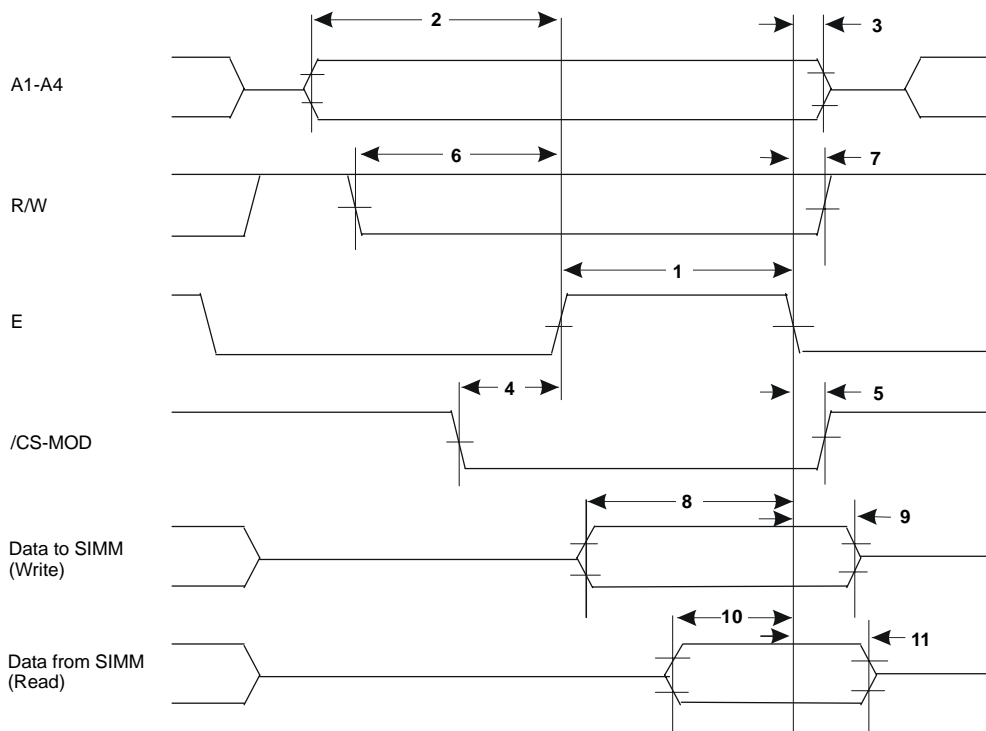 2
3
A1-A4
6
7
R/W
1
E
4
5
/CS-MOD
8
9
Data to SIMM
(Write)
10
11
Data from SIMM
(Read)